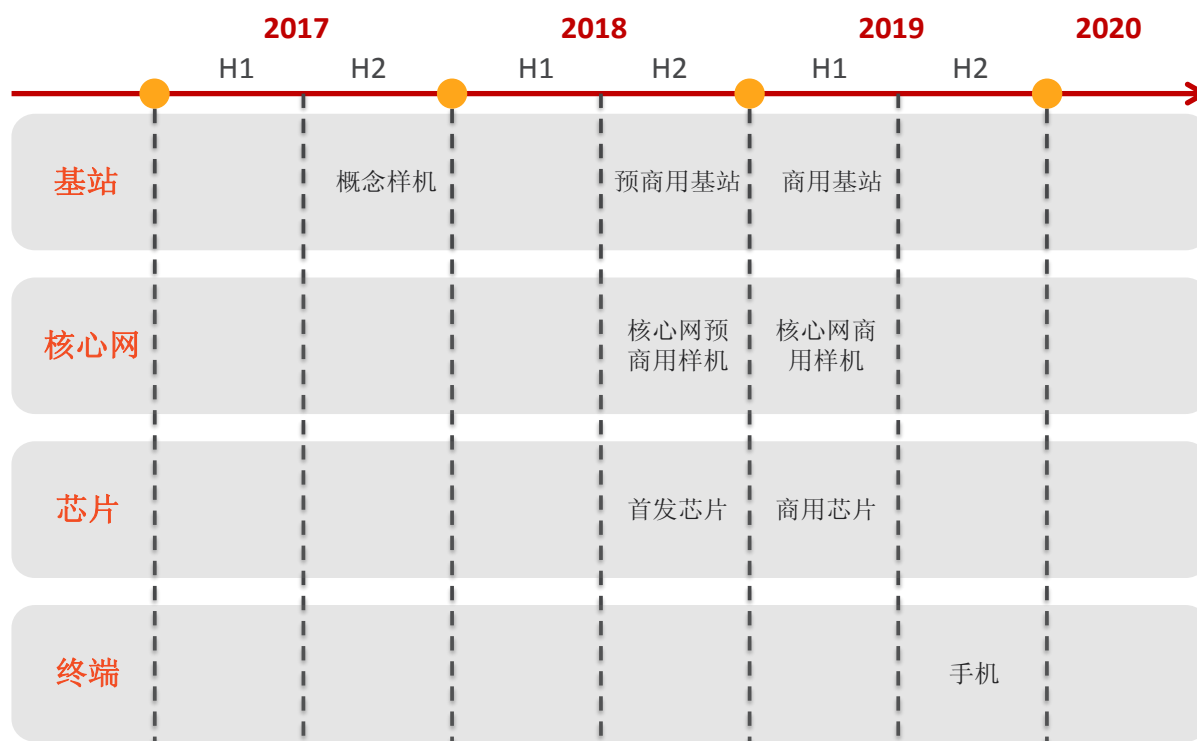 2017 2018 2019 2020
H1 H2 H1 H2 H1 H2
基站 概念样机 预商用基站 商用基站
核心网
核心网预
商用样机
核心网商
用样机
芯片 首发芯片 商用芯片
终端 手机